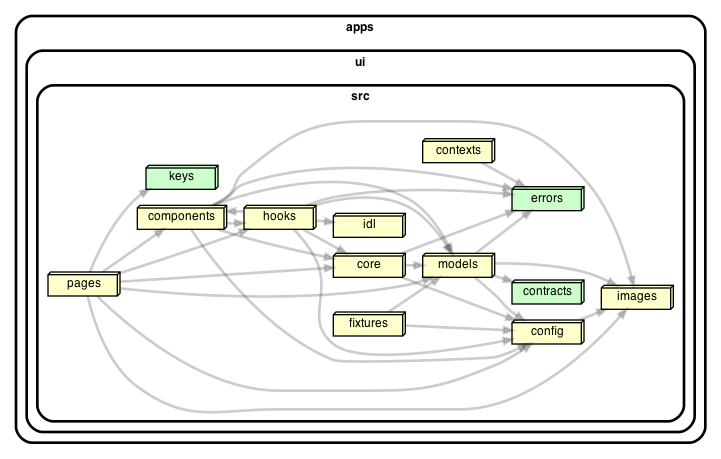 apps
ui
src
contexts
keys
errors
components
hooks
idl
core
models
pages
contracts
images
fixtures
config